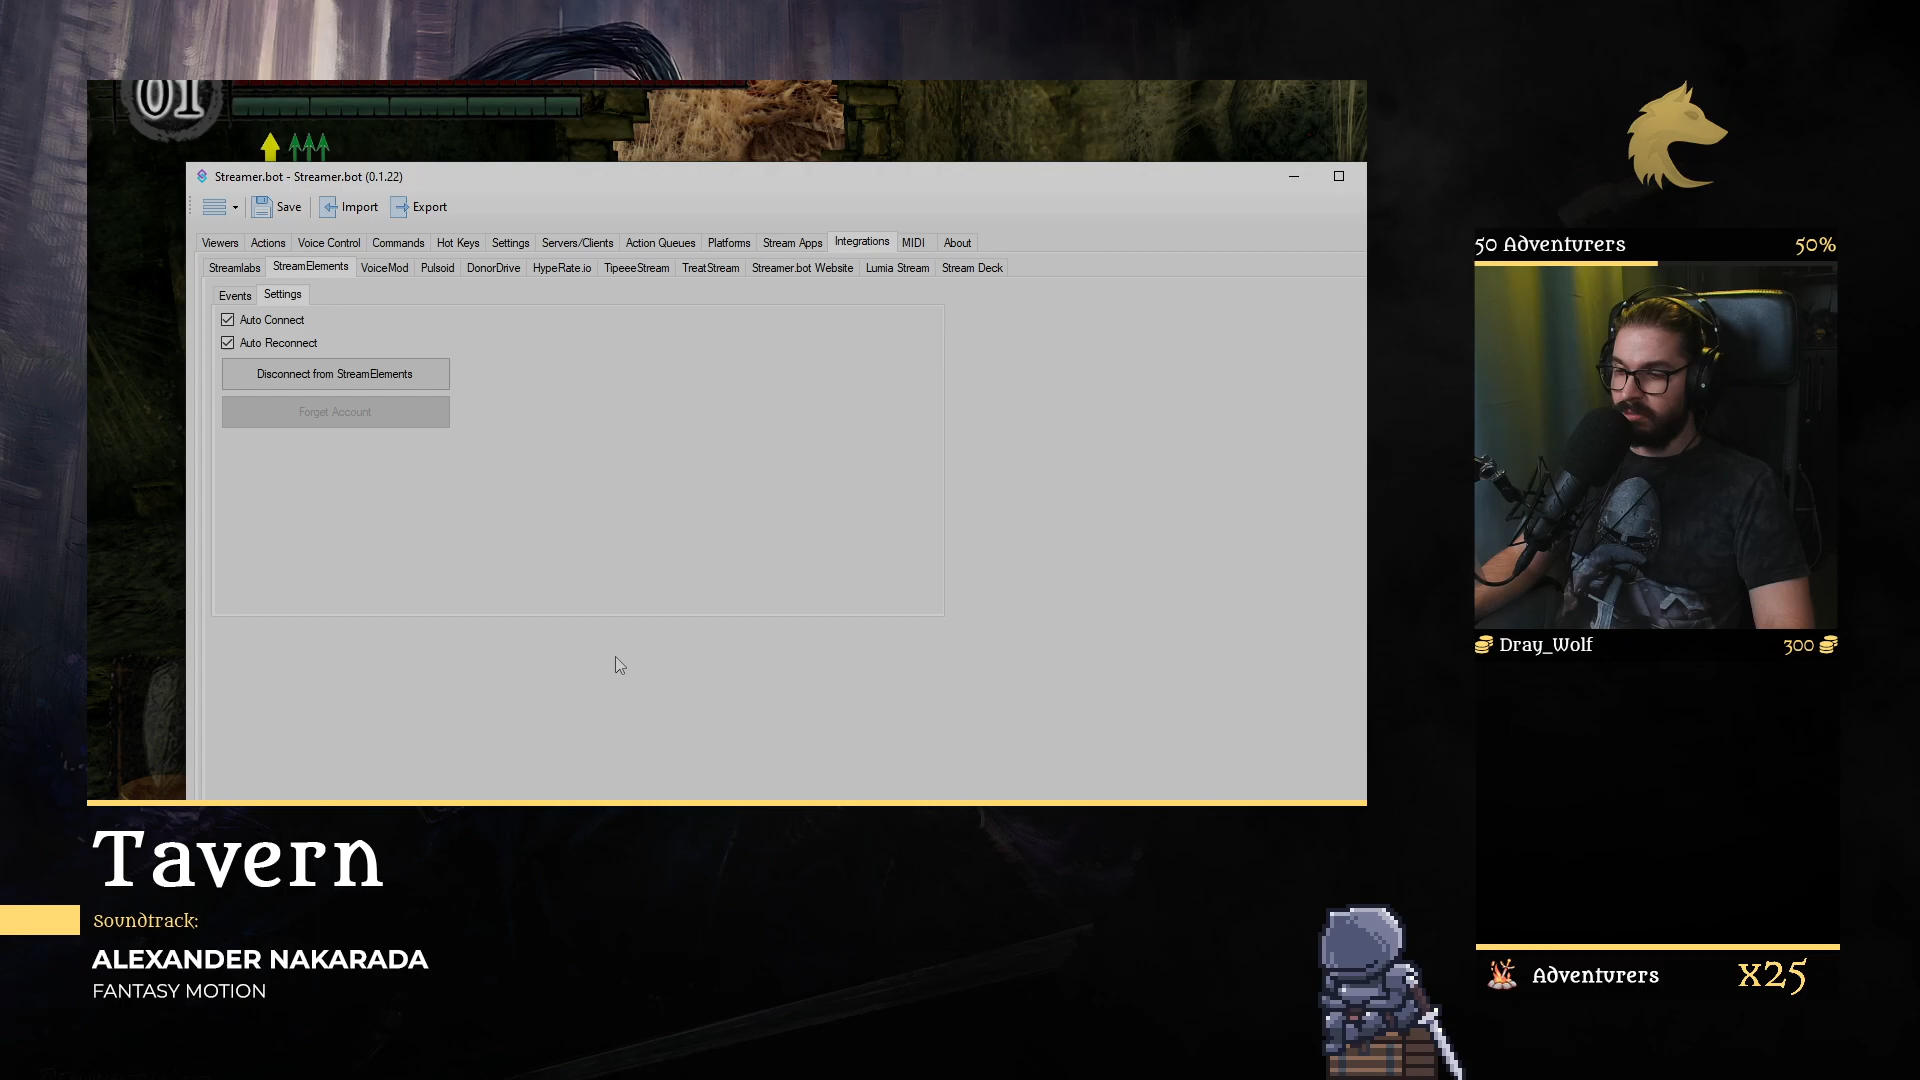 01
Streamer.bot - Streamer.bot (0.1.22)
Save Import Export
Viewers Actions Voice Control Commands Hot Keys Settings Servers/Clients Action Queues Platforms Stream Apps Integrations MIDI About
Streamlabs StreamElements VoiceMod Pulsoid DonorDrive HypeRate.io TipeeeStream TreatStream Streamer.bot Website Lumia Stream Stream Deck
Events Settings
Auto Connect
Auto Reconnect
Disconnect from StreamElements
Forget Account
50 Adventurers 50%
Dray_Wolf 300
Tavern
Soundtrack:
ALEXANDER NAKARADA
FANTASY MOTION
Adventurers x25